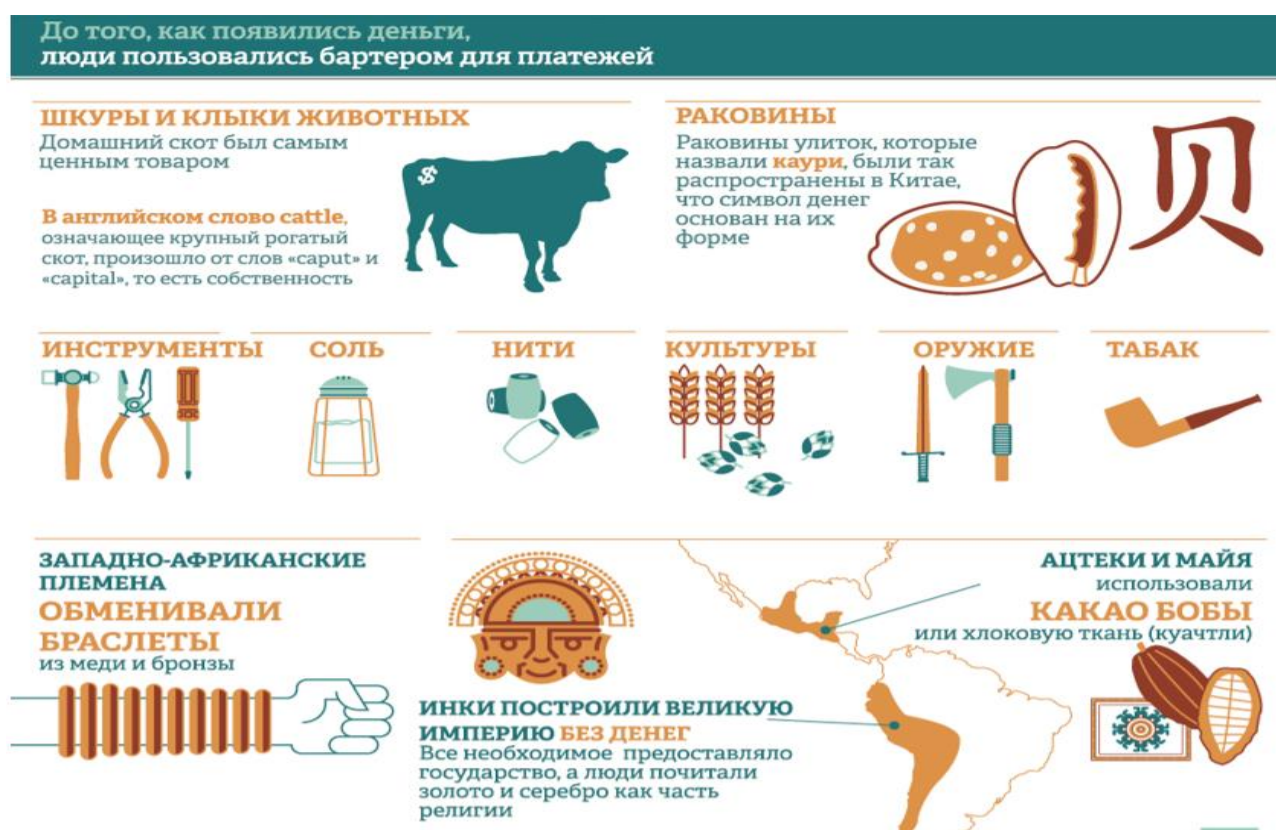 До того, как появились деньги,
люди пользовались бартером для платежей
ШКУРЫ И КЛЫКИ ЖИВОТНЫХ
Домашний скот был самым
ценным товаром
$
В английском слово cattle,
означающее крупный рогатый
скот, произошло от слов «caput» и
«capital», то есть собственность
РАКОВИНЫ
Раковины улиток, которые
назвали каури, были так
распространены в Китае,
что символ денег
основан на их
форме
贝
ИНСТРУМЕНТЫ
СОЛЬ
НИТИ
КУЛЬТУРЫ
ОРУЖИЕ
ТАБАК
ЗАПАДНО-АФРИКАНСКИЕ
ПЛЕМЕНА
ОБМЕНИВАЛИ
БРАСЛЕТЫ
из меди и бронзы
ИНКИ ПОСТРОИЛИ ВЕЛИКУЮ
ИМПЕРИЮ БЕЗ ДЕНЕГ
Все необходимое предоставляло
государство, а люди почитали
золото и серебро как часть
религии
АЦТЕКИ И МАЙЯ
использовали
КАКАО БОБЫ
или хлоковую ткань (куачтли)